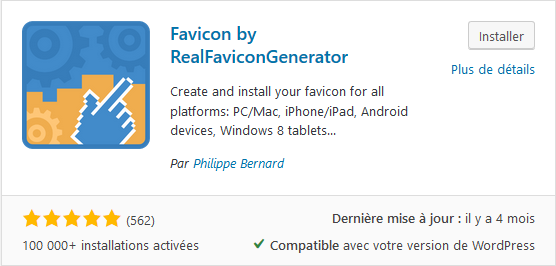 Favicon by
RealFaviconGenerator
Installer
Plus de détails
Create and install your favicon for all
platforms: PC/Mac, iPhone/iPad, Android
devices, Windows 8 tablets...
Par Philippe Bernard
(562)
Dernière mise à jour : il y a 4 mois
100 000+ installations activées
Compatible avec votre version de WordPress